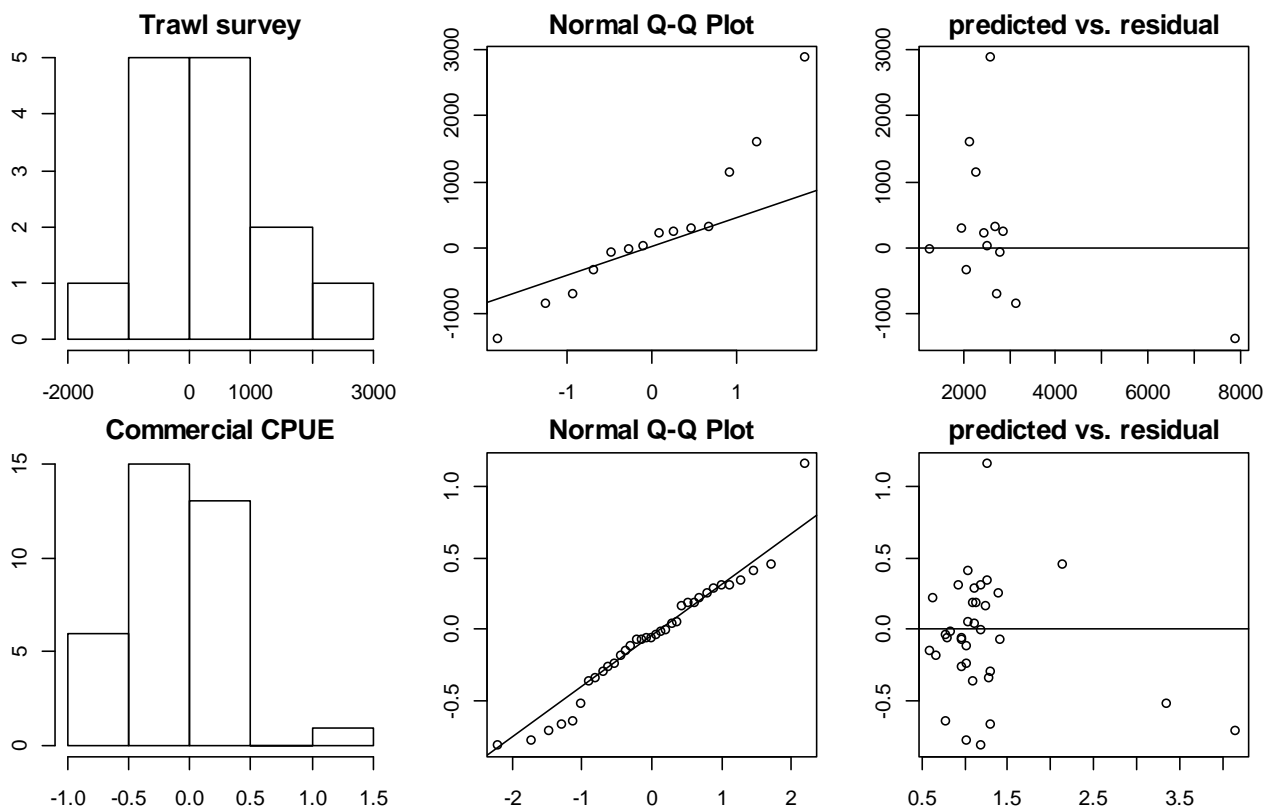 Trawl survey
Normal Q-Q Plot
predicted vs. residual
5
4
3
2
1
0
-2000 0 1000 3000
3000
2000
1000
0
-1000
-1 0 1
3000
2000
1000
0
-1000
2000 4000 6000 8000
Commercial CPUE
Normal Q-Q Plot
predicted vs. residual
15
10
5
0
-1.0 -0.5 0.0 0.5 1.0 1.5
1.0
0.5
0.0
-0.5
-2 -1 0 1 2
1.0
0.5
0.0
-0.5
0.5 1.5 2.5 3.5